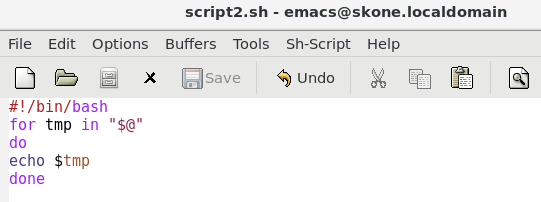 script2.sh - emacs@skone.localdomain
File Edit Options Buffers Tools Sh-Script Help
Save Undo
#!/bin/bash
for tmp in "$@"
do
echo $tmp
done